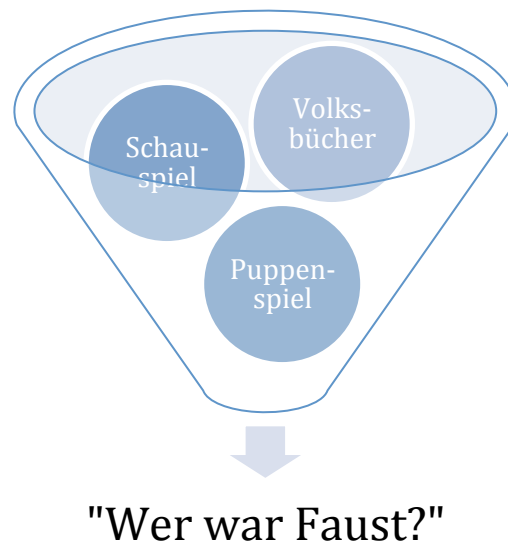 Schau-
spiel
Volks-
bücher
Puppen-
spiel
"Wer war Faust?"